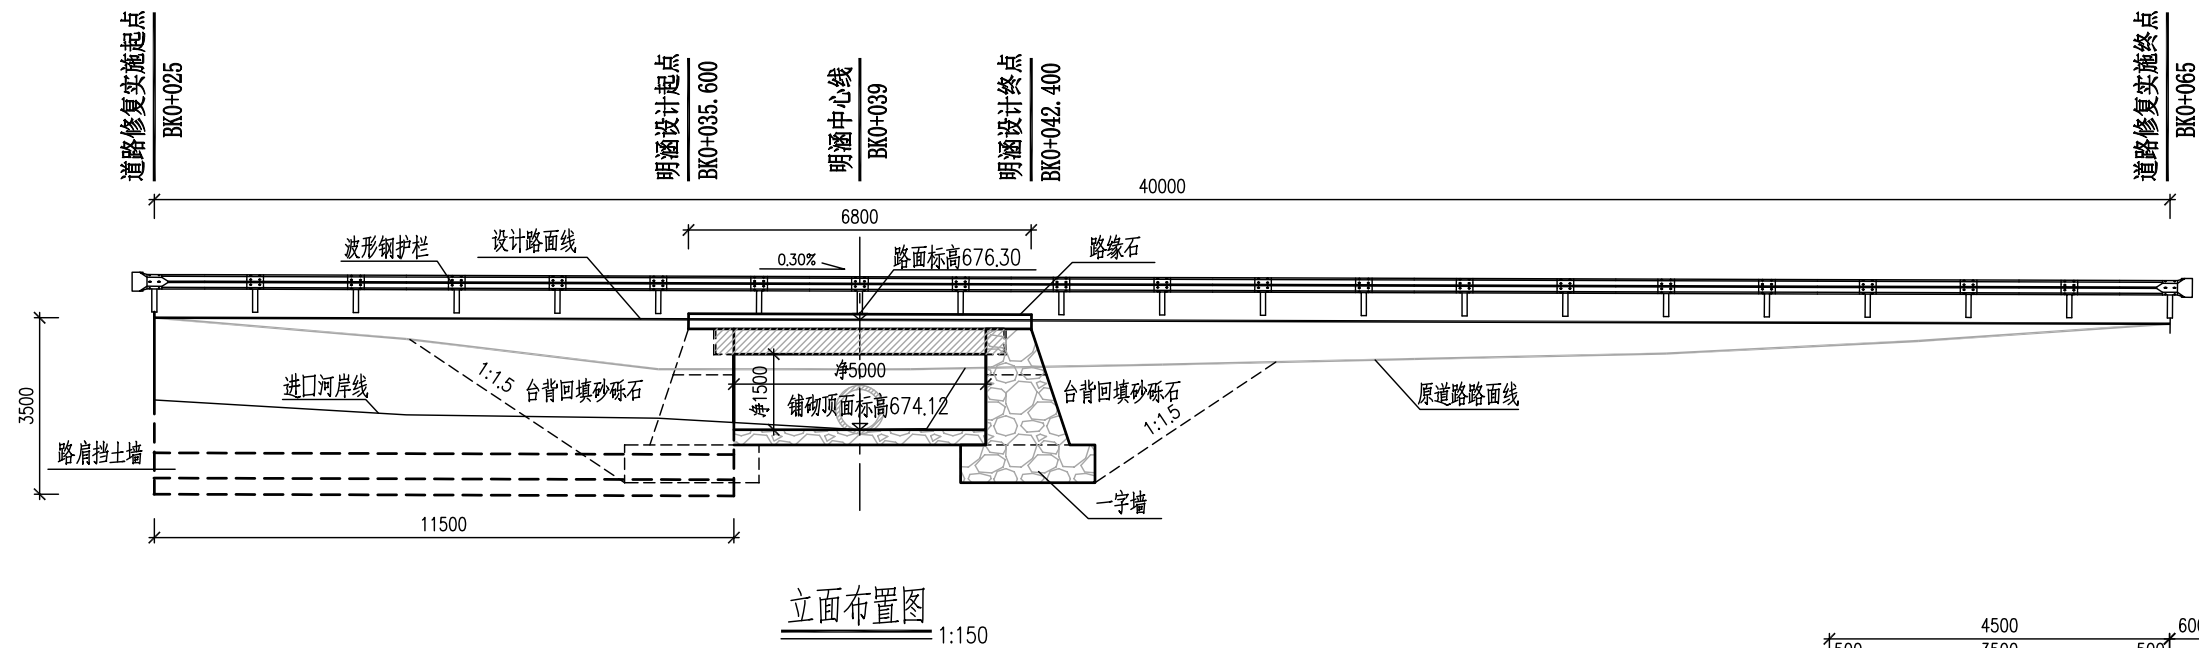 道路修复实施起点
BK0+025
明涵设计起点
BK0+035.600
明涵中心线
BK0+039
明涵设计终点
BK0+042.400
道路修复实施终点
BK0+065
40000
6800
波形钢护栏
设计路面线
0.30%
路面标高676.30
路缘石
3500
进口河岸线
1:1.5
台背回填砂砾石
净1500
净5000
铺砌顶面标高674.12
台背回填砂砾石
1:1.5
原道路路面线
路肩挡土墙
一字墙
11500
立面布置图
1:150
4500